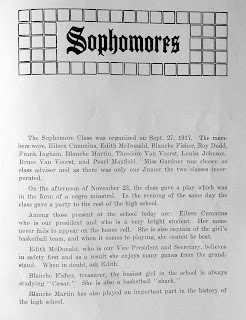 Sophomores
The Sophomore Class was organized on Sept. 27, 1917. The mem-
bers were, Eileen Cummins, Edith McDonald, Blanche Fisher, Roy Dodd,
Frank Ingham, Blanche Martin, Theodore Van Voorst, Louis Johnson,
Bruce Van Voorst, and Pearl Maxfield. Miss Gardner was chosen as
class advisor and as there was only one Junior the two classes incor-
porated.
On the afternoon of November 28, the class gave a play which was
in the form of a negro minstrel. In the evening of the same day the
class gave a party to the rest of the high school.
Among those present at the school today are: Eileen Cummins
who is our president and who is a very bright student. Her name
never fails to appear on the honor roll. She is also captain of the girl's
basketball team, and when it comes to playing, she cannot be beat.
Edith McDonald, who is our Vice President and Secretary, believes
in safety first and as a result she enjoys many games from the grand-
stand. When in doubt, ask Edith.
Blanche Fisher, treasurer, the busiest girl in the school is always
studying "Cæsar." She is also a basketball "shark."
Blanche Martin has also played an important part in the history of
the high school.